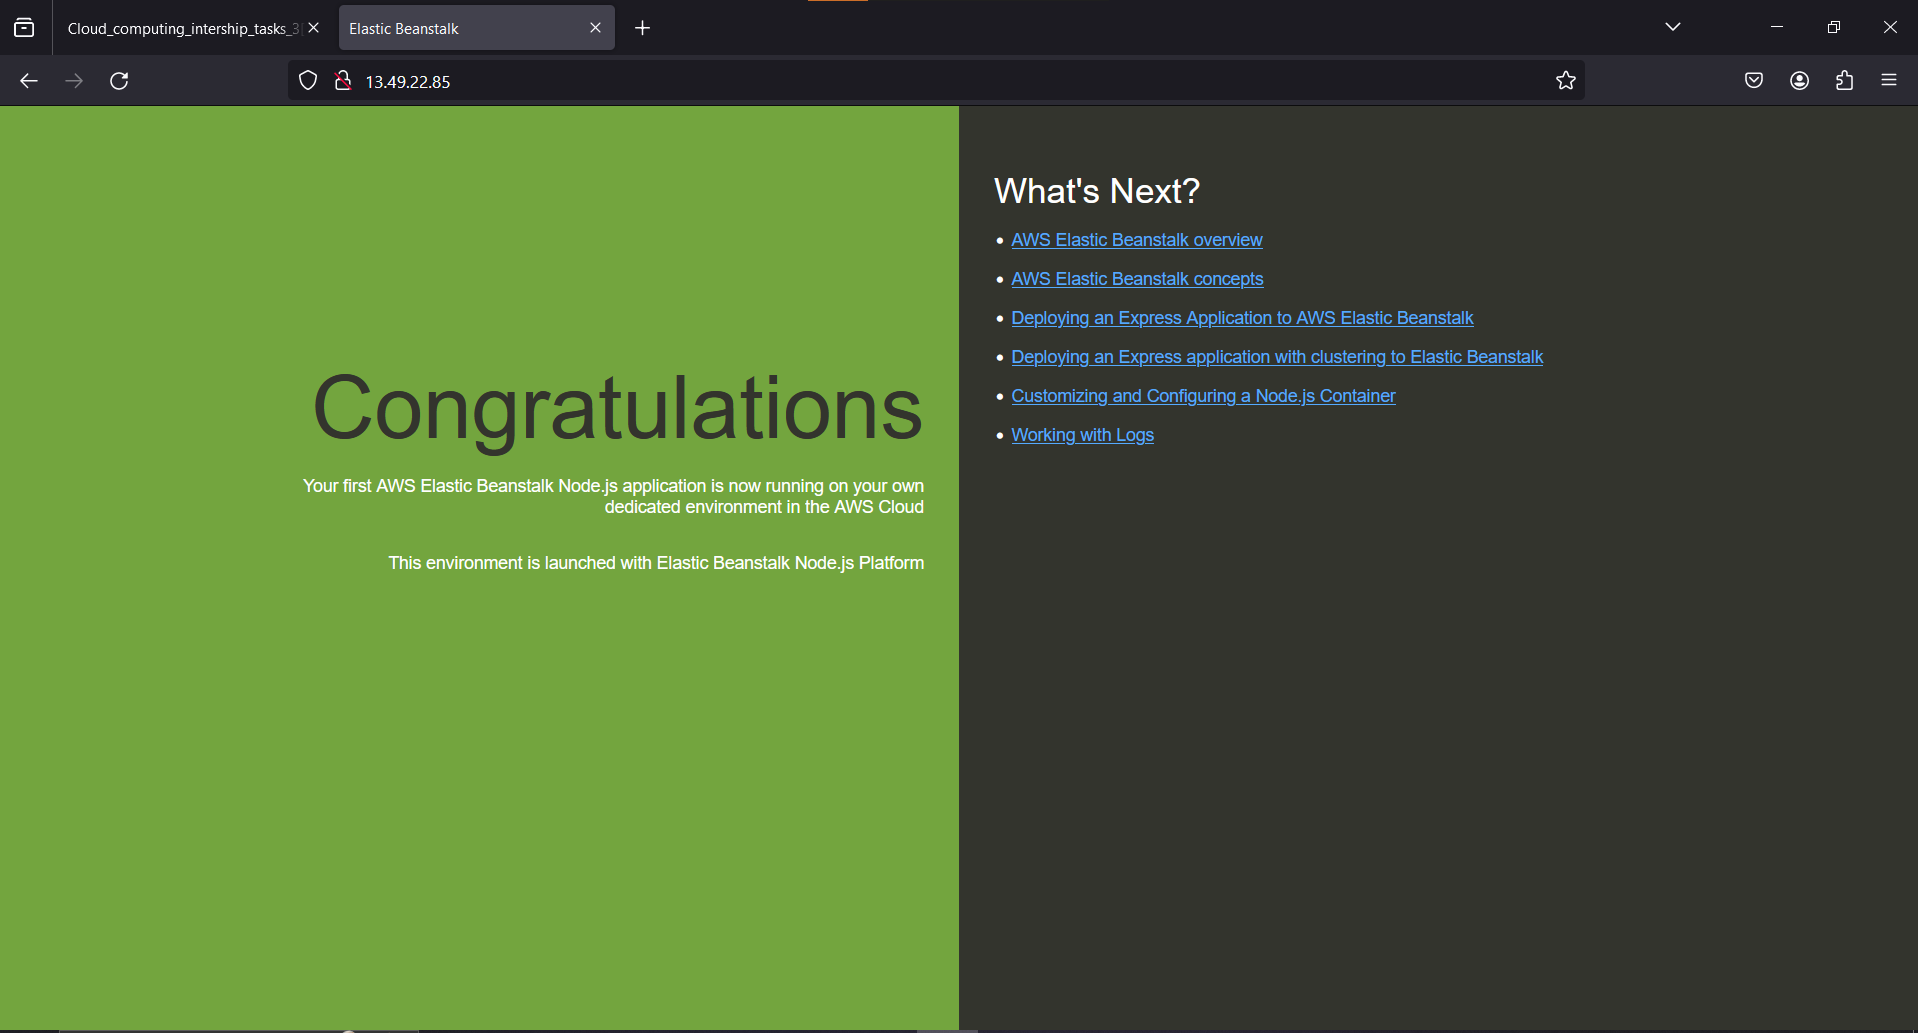 Cloud_computing_intership_tasks_3
Elastic Beanstalk
13.49.22.85
Congratulations
Your first AWS Elastic Beanstalk Node.js application is now running on your own
dedicated environment in the AWS Cloud
This environment is launched with Elastic Beanstalk Node.js Platform
What's Next?
AWS Elastic Beanstalk overview
AWS Elastic Beanstalk concepts
Deploying an Express Application to AWS Elastic Beanstalk
Deploying an Express application with clustering to Elastic Beanstalk
Customizing and Configuring a Node.js Container
Working with Logs